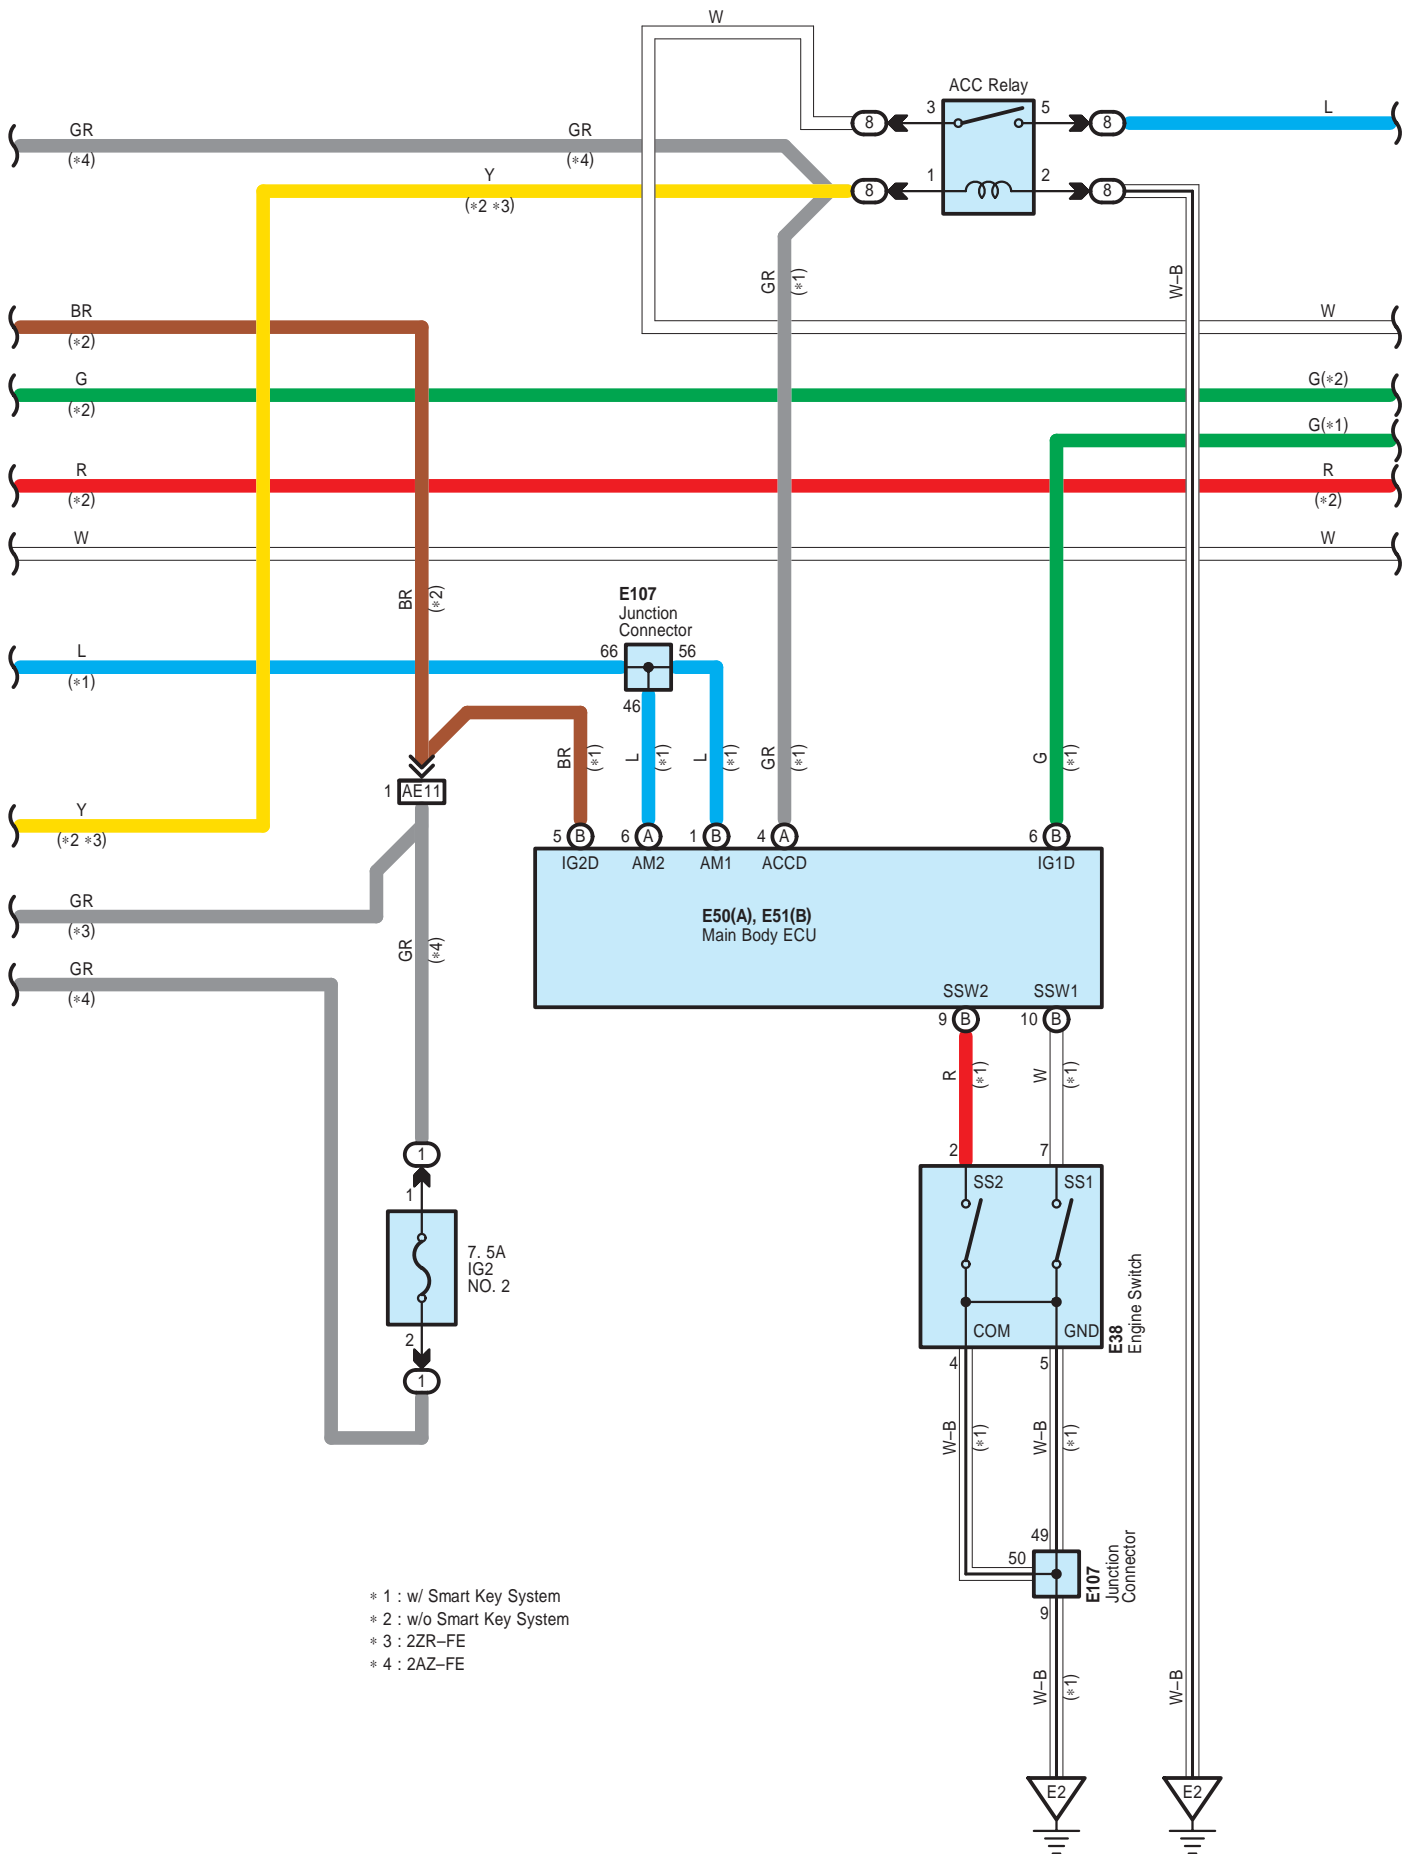 W
ACC Relay
3 5
8 8
L
GR GR
(*4) (*4)
Y
(*2 *3)
8 1 2 8
GR
(*1)
W–B
BR W
(*2)
G G(*2)
(*2)
G(*1)
R R
(*2) (*2)
W W
BR
(*2)
E107
Junction
Connector
66 56
L
(*1)
46
BR
(*1)
L
(*1)
L
(*1)
GR
(*1)
G
(*1)
1 AE11
Y
(*2 *3)
5 B 6 A 1 B 4 A 6 B
IG2D AM2 AM1 ACCD IG1D
GR
(*3)
E50(A), E51(B)
Main Body ECU
GR
(*4)
GR
(*4)
SSW2 SSW1
9 B 10 B
R
(*1)
W
(*1)
1
1
2 7
SS2 SS1
7. 5A
IG2
NO. 2
2
1
COM GND
E38
Engine Switch
4 5
W–B
(*1)
W–B
(*1)
49
50
E107
Junction
Connector
9
* 1 : w/ Smart Key System
* 2 : w/o Smart Key System
* 3 : 2ZR–FE
* 4 : 2AZ–FE
W–B
(*1)
W–B
E2 E2